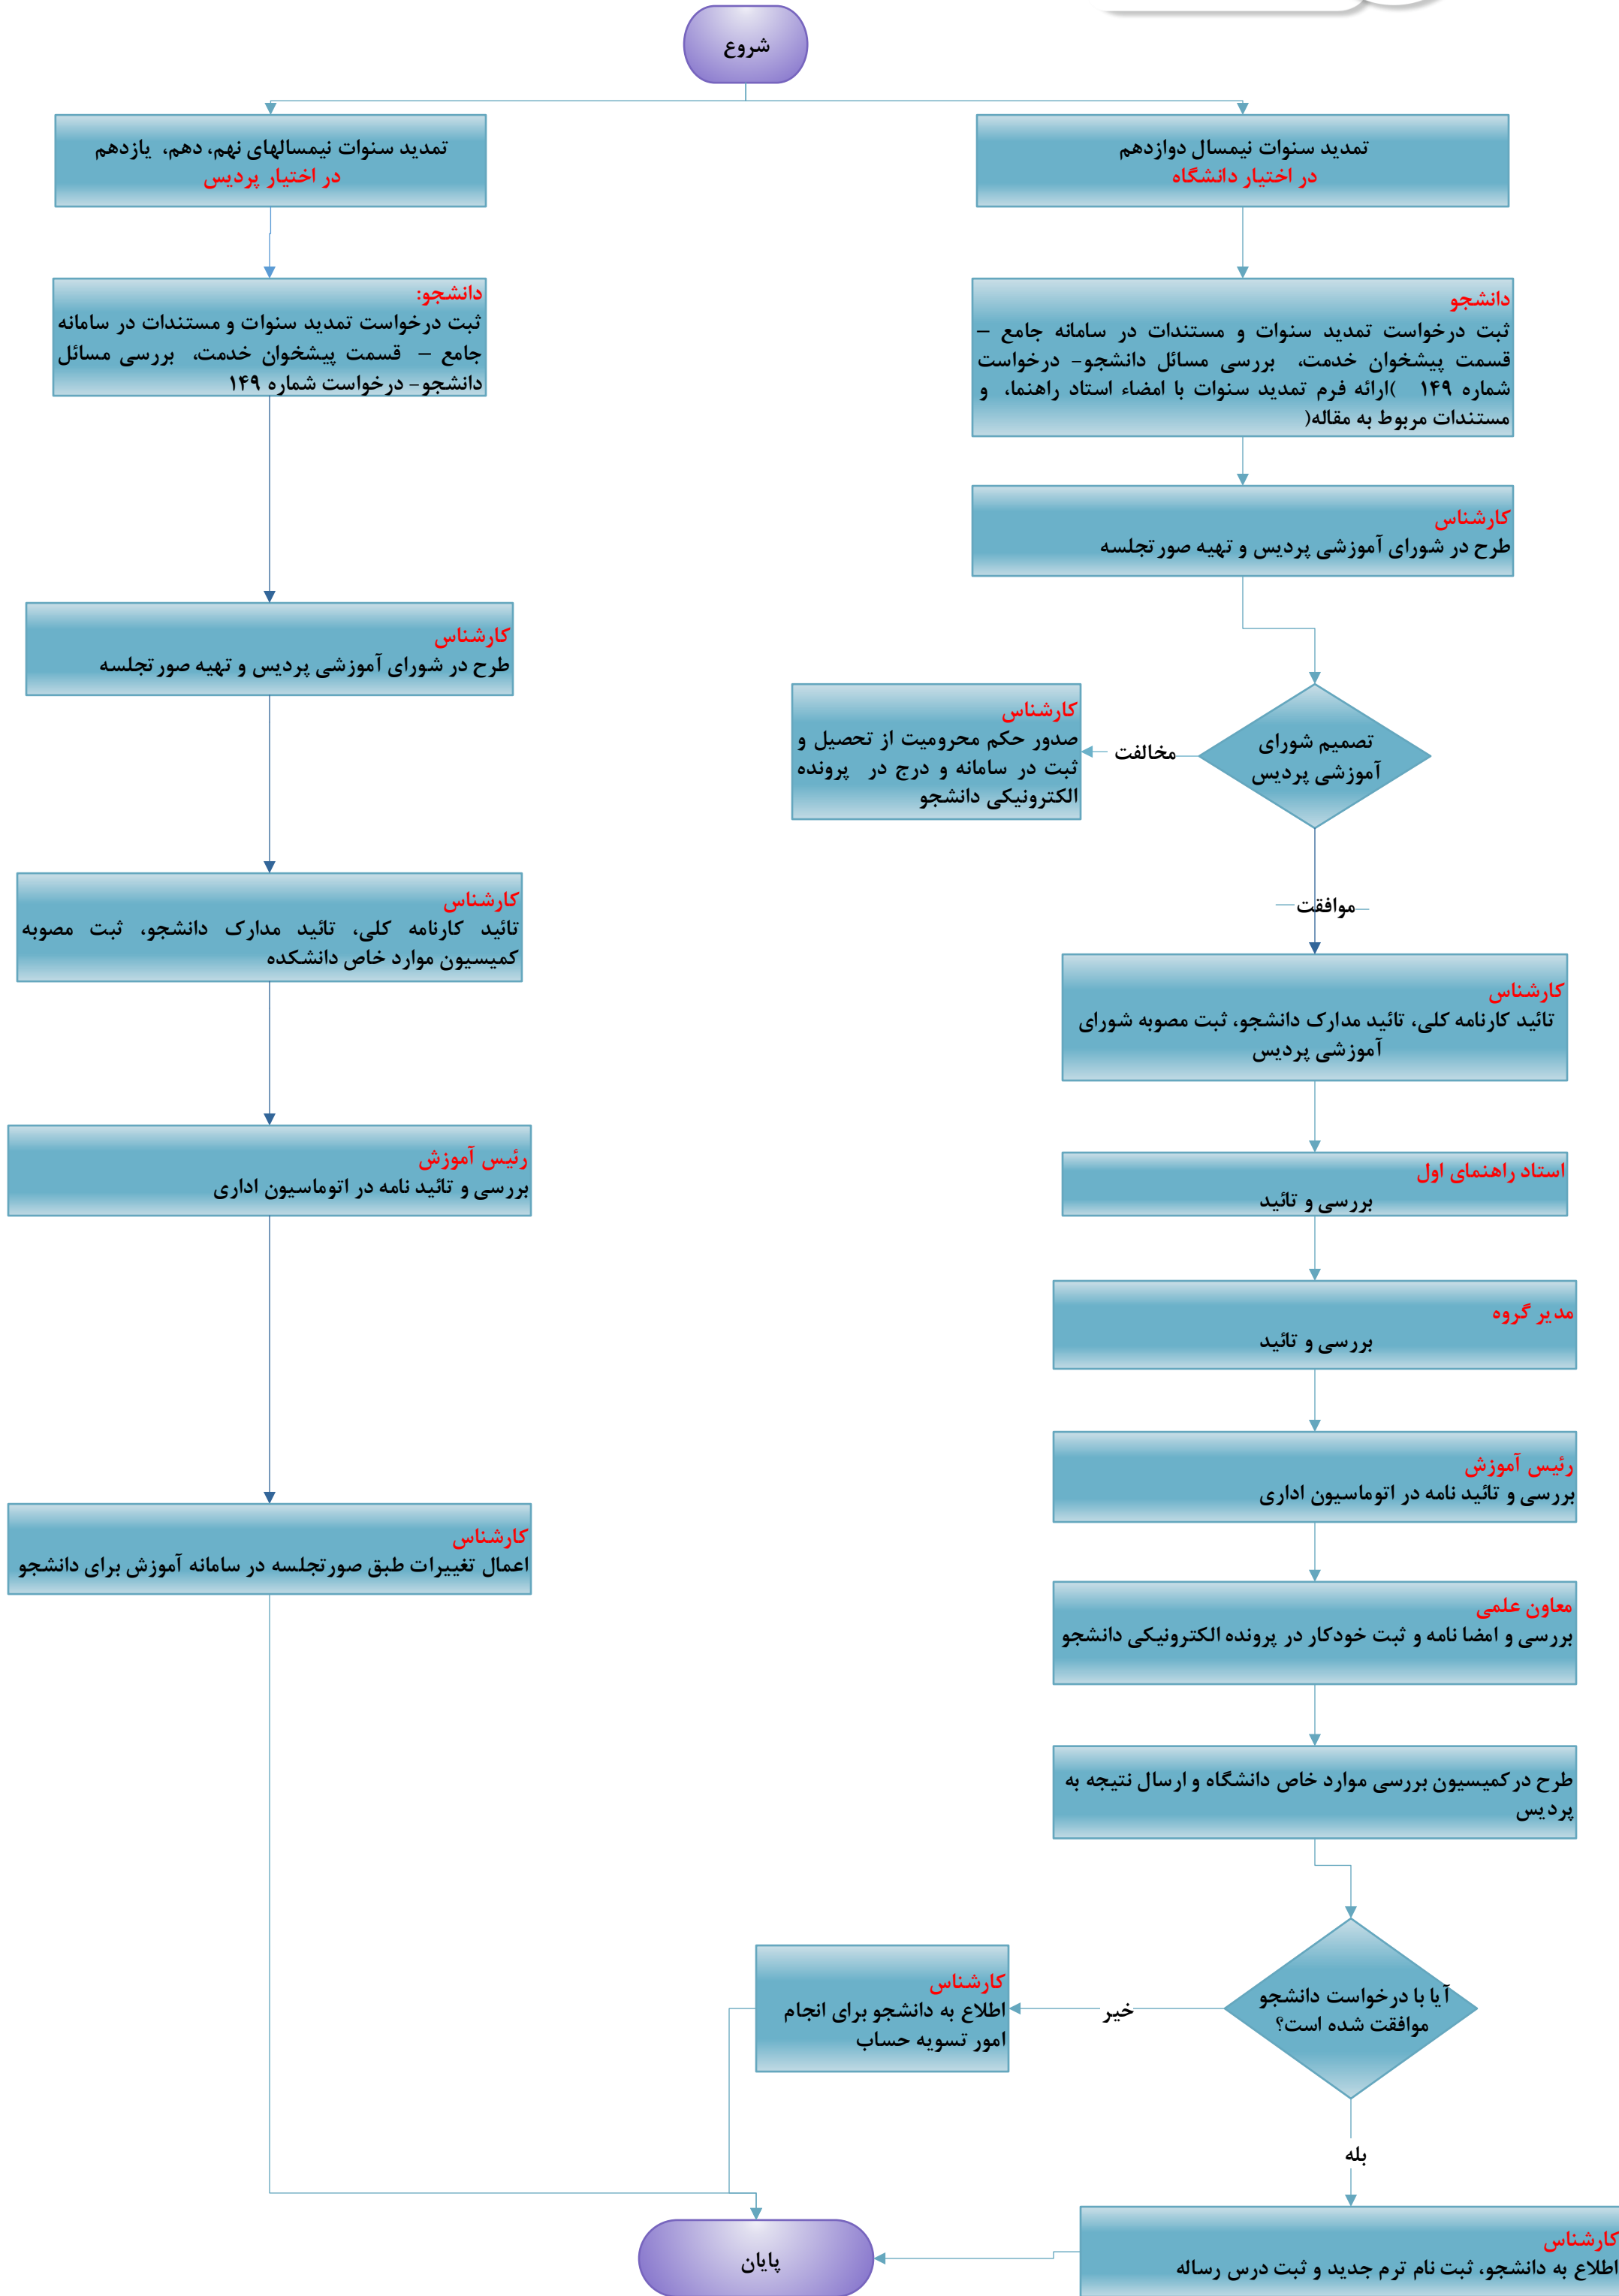 شروع
تمدید سنوات نیمسال دوازدهم
در اختیار دانشگاه
دانشجو
ثبت درخواست تمدید سنوات و مستندات در سامانه جامع –
قسمت پیشخوان خدمت، بررسی مسائل دانشجو- درخواست
شماره ۱۴۹ )ارائه فرم تمدید سنوات با امضاء استاد راهنما، و
مستندات مربوط به مقاله(
کارشناس
طرح در شورای آموزشی پردیس و تهیه صورتجلسه
تصمیم شورای
آموزشی پردیس
مخالفت
کارشناس
صدور حکم محرومیت از تحصیل و
ثبت در سامانه و درج در پرونده
الکترونیکی دانشجو
موافقت
کارشناس
تائید کارنامه کلی، تائید مدارک دانشجو، ثبت مصوبه شورای
آموزشی پردیس
استاد راهنمای اول
بررسی و تائید
مدیر گروه
بررسی و تائید
رئیس آموزش
بررسی و تائید نامه در اتوماسیون اداری
معاون علمی
بررسی و امضا نامه و ثبت خودکار در پرونده الکترونیکی دانشجو
طرح در کمیسیون بررسی موارد خاص دانشگاه و ارسال نتیجه به
پردیس
آیا با درخواست دانشجو
موافقت شده است؟
خیر
کارشناس
اطلاع به دانشجو برای انجام
امور تسویه حساب
بله
کارشناس
اطلاع به دانشجو، ثبت نام ترم جدید و ثبت درس رساله
تمدید سنوات نیمسالهای نهم، دهم، یازدهم
در اختیار پردیس
دانشجو:
ثبت درخواست تمدید سنوات و مستندات در سامانه
جامع – قسمت پیشخوان خدمت، بررسی مسائل
دانشجو- درخواست شماره ۱۴۹
کارشناس
طرح در شورای آموزشی پردیس و تهیه صورتجلسه
کارشناس
تائید کارنامه کلی، تائید مدارک دانشجو، ثبت مصوبه
کمیسیون موارد خاص دانشکده
رئیس آموزش
بررسی و تائید نامه در اتوماسیون اداری
کارشناس
اعمال تغییرات طبق صورتجلسه در سامانه آموزش برای دانشجو
پایان